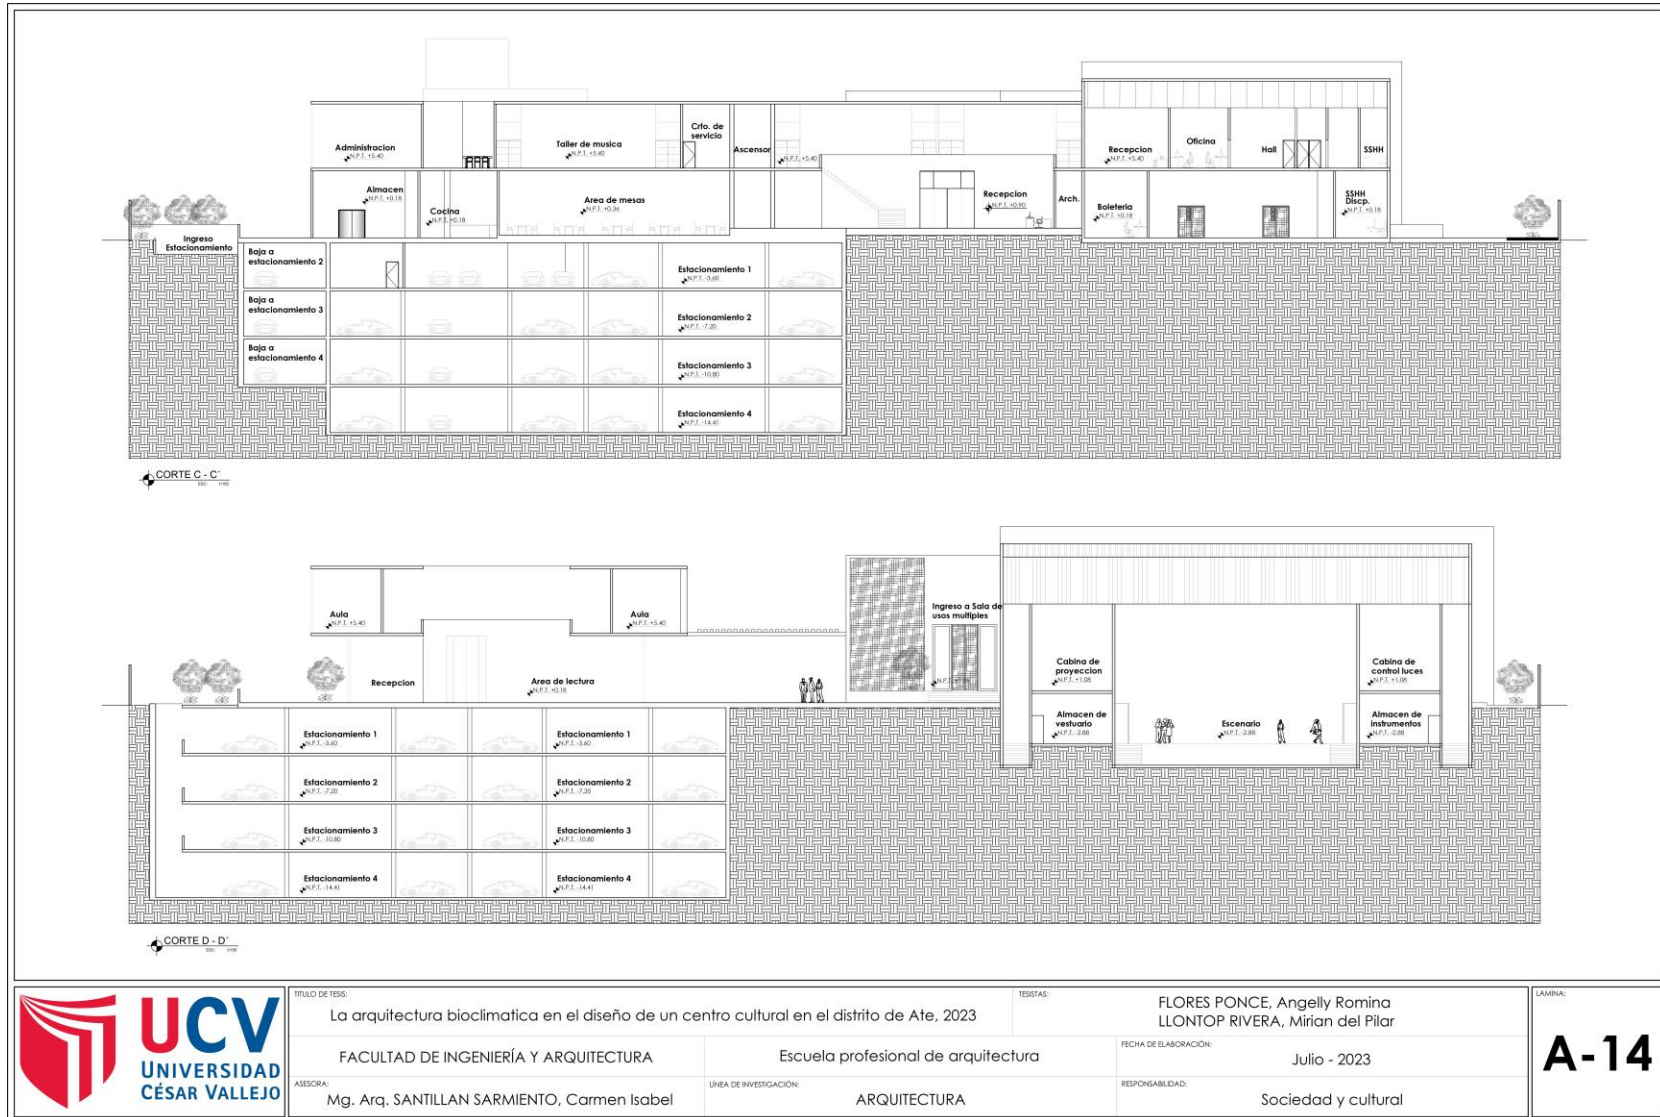 Administracion
N.P.T. +5.40
Taller de musica
N.P.T. +5.40
Crto. de
servicio
Ascensor
N.P.T. +5.40
Recepcion
N.P.T. +5.40
Oficina
Hall
SSHH
Almacen
N.P.T. +0.18
Cocina
N.P.T. +0.18
Area de mesas
N.P.T. +0.36
Recepcion
N.P.T. +0.90
Arch.
Boleteria
N.P.T. +0.18
SSHH
Discp.
N.P.T. +0.18
Ingreso
Estacionamiento
Baja a
estacionamiento 2
Estacionamiento 1
N.P.T. -3.60
Baja a
estacionamiento 3
Estacionamiento 2
N.P.T. -7.20
Baja a
estacionamiento 4
Estacionamiento 3
N.P.T. -10.80
Estacionamiento 4
N.P.T. -14.41
CORTE C - C´
ESC: 1/150
Aula
N.P.T. +5.40
Aula
N.P.T. +5.40
Ingreso a Sala de
usos multiples
Recepcion
Area de lectura
N.P.T. +0.18
Cabina de
proyeccion
N.P.T. +1.08
Cabina de
control luces
N.P.T. +1.08
Almacen de
vestuario
N.P.T. -2.88
Escenario
N.P.T. -2.88
Almacen de
instrumentos
N.P.T. -2.88
Estacionamiento 1
N.P.T. -3.60
Estacionamiento 1
N.P.T. -3.60
Estacionamiento 2
N.P.T. -7.20
Estacionamiento 2
N.P.T. -7.20
Estacionamiento 3
N.P.T. -10.80
Estacionamiento 3
N.P.T. -10.80
Estacionamiento 4
N.P.T. -14.41
Estacionamiento 4
N.P.T. -14.41
CORTE D - D´
ESC: 1/150
UCV
UNIVERSIDAD
CÉSAR VALLEJO
TITULO DE TESIS:
La arquitectura bioclimatica en el diseño de un centro cultural en el distrito de Ate, 2023
TESISTAS:
FLORES PONCE, Angelly Romina
LLONTOP RIVERA, Mirian del Pilar
FACULTAD DE INGENIERÍA Y ARQUITECTURA
Escuela profesional de arquitectura
FECHA DE ELABORACIÓN:
Julio - 2023
ASESORA:
Mg. Arq. SANTILLAN SARMIENTO, Carmen Isabel
LÍNEA DE INVESTIGACIÓN:
ARQUITECTURA
RESPONSABILIDAD:
Sociedad y cultural
LAMINA:
A-14